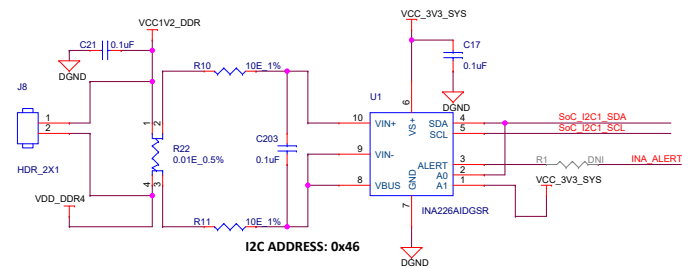 VCC1V2_DDR
VCC_3V3_SYS
C21 0.1uF
DGND
C17
0.1uF
DGND
J8
1
2
HDR_2X1
R10 10E_1%
1 2
R22
0.01E_0.5%
4 3
C203
0.1uF
U1
6
VS+
10 VIN+
9 VIN-
8 VBUS
GND
7
SDA 4 SoC_I2C1_SDA
SCL 5 SoC_I2C1_SCL
ALERT 3 R1 DNI INA_ALERT
A0 2
A1 1
VCC_3V3_SYS
INA226AIDGSR
VDD_DDR4
R11 10E_1%
I2C ADDRESS: 0x46
DGND